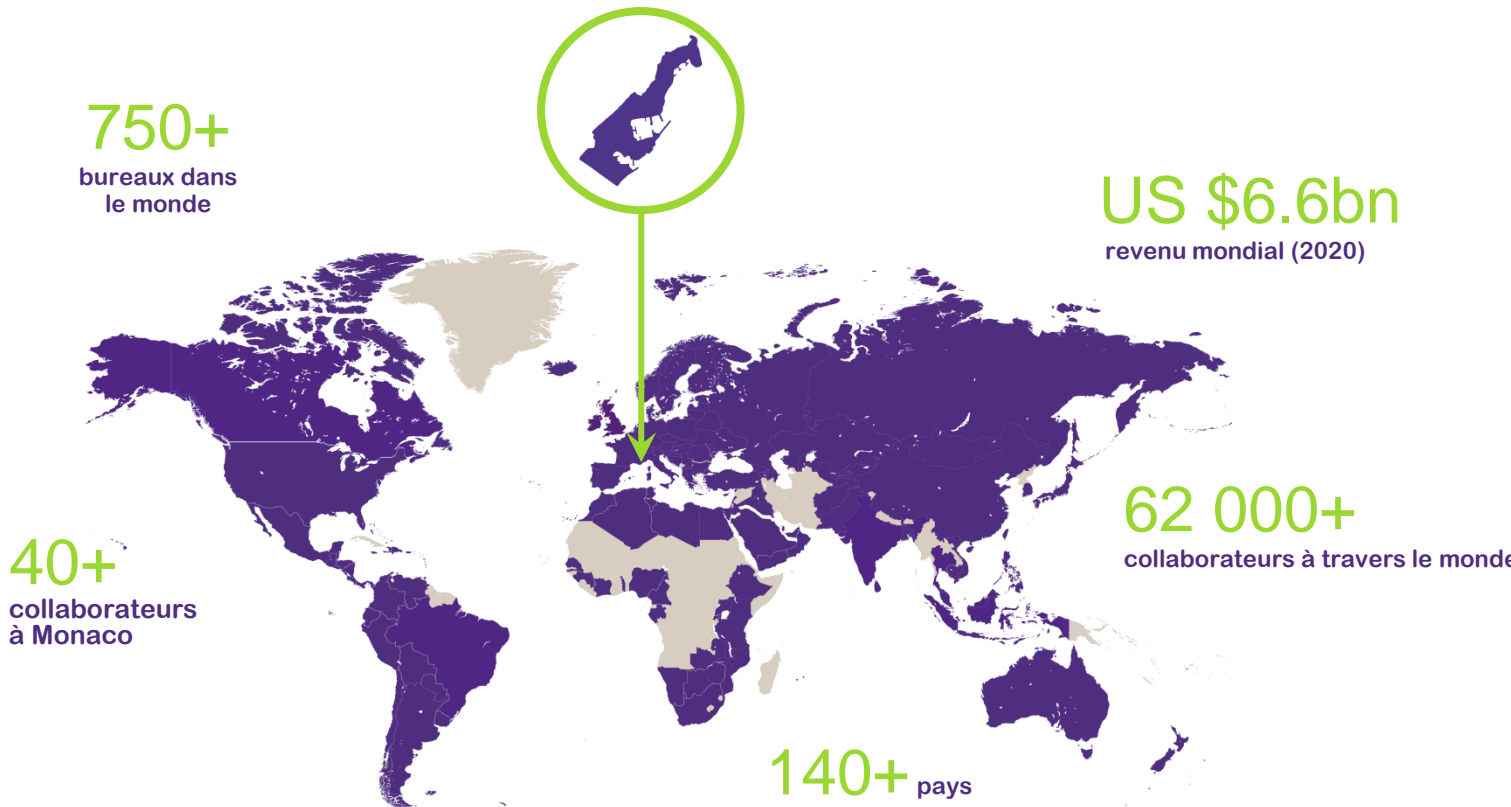 750+
bureaux dans
le monde
US $6.6bn
revenu mondial (2020)
40+
collaborateurs
à Monaco
62 000+
collaborateurs à travers le monde
140+ pays